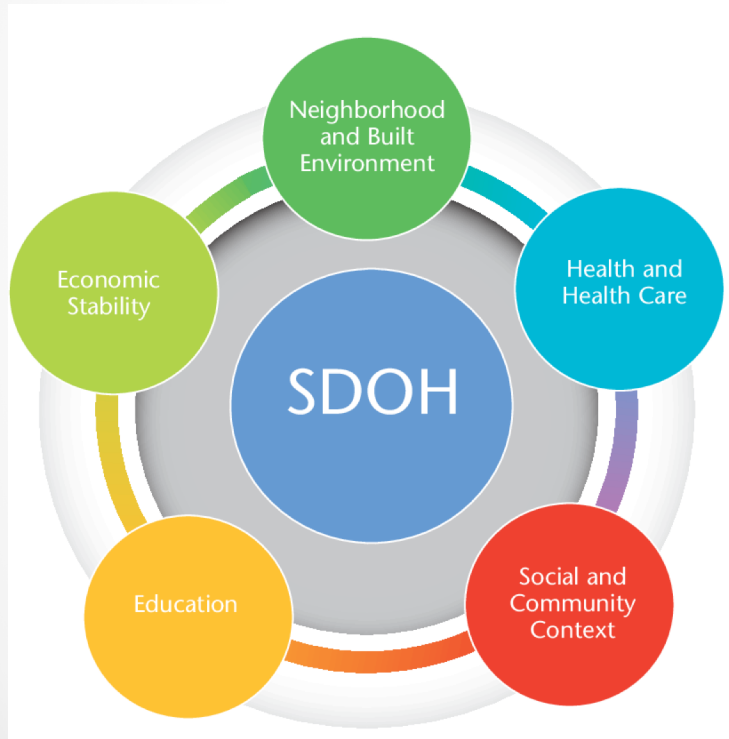 Neighborhood
and Built
Environment
Economic
Stability
Health and
Health Care
SDOH
Education
Social and
Community
Context